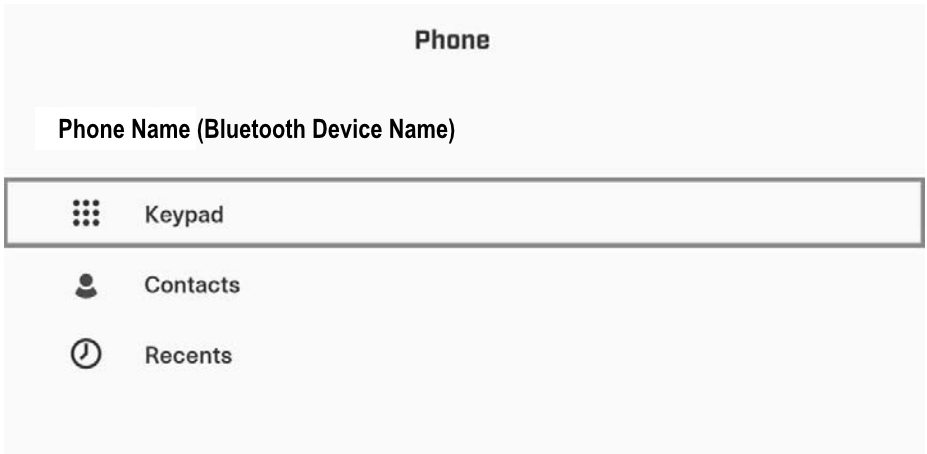 Phone
Phone Name (Bluetooth Device Name)
Keypad
Contacts
Recents